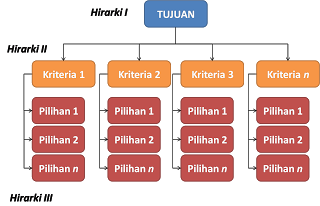 Hirarki I
TUJUAN
Hirarki II
Kriteria 1 Kriteria 2 Kriteria 3 Kriteria n
Pilihan 1 Pilihan 1 Pilihan 1 Pilihan 1
Pilihan 2 Pilihan 2 Pilihan 2 Pilihan 2
Pilihan n Pilihan n Pilihan n Pilihan n
Hirarki III